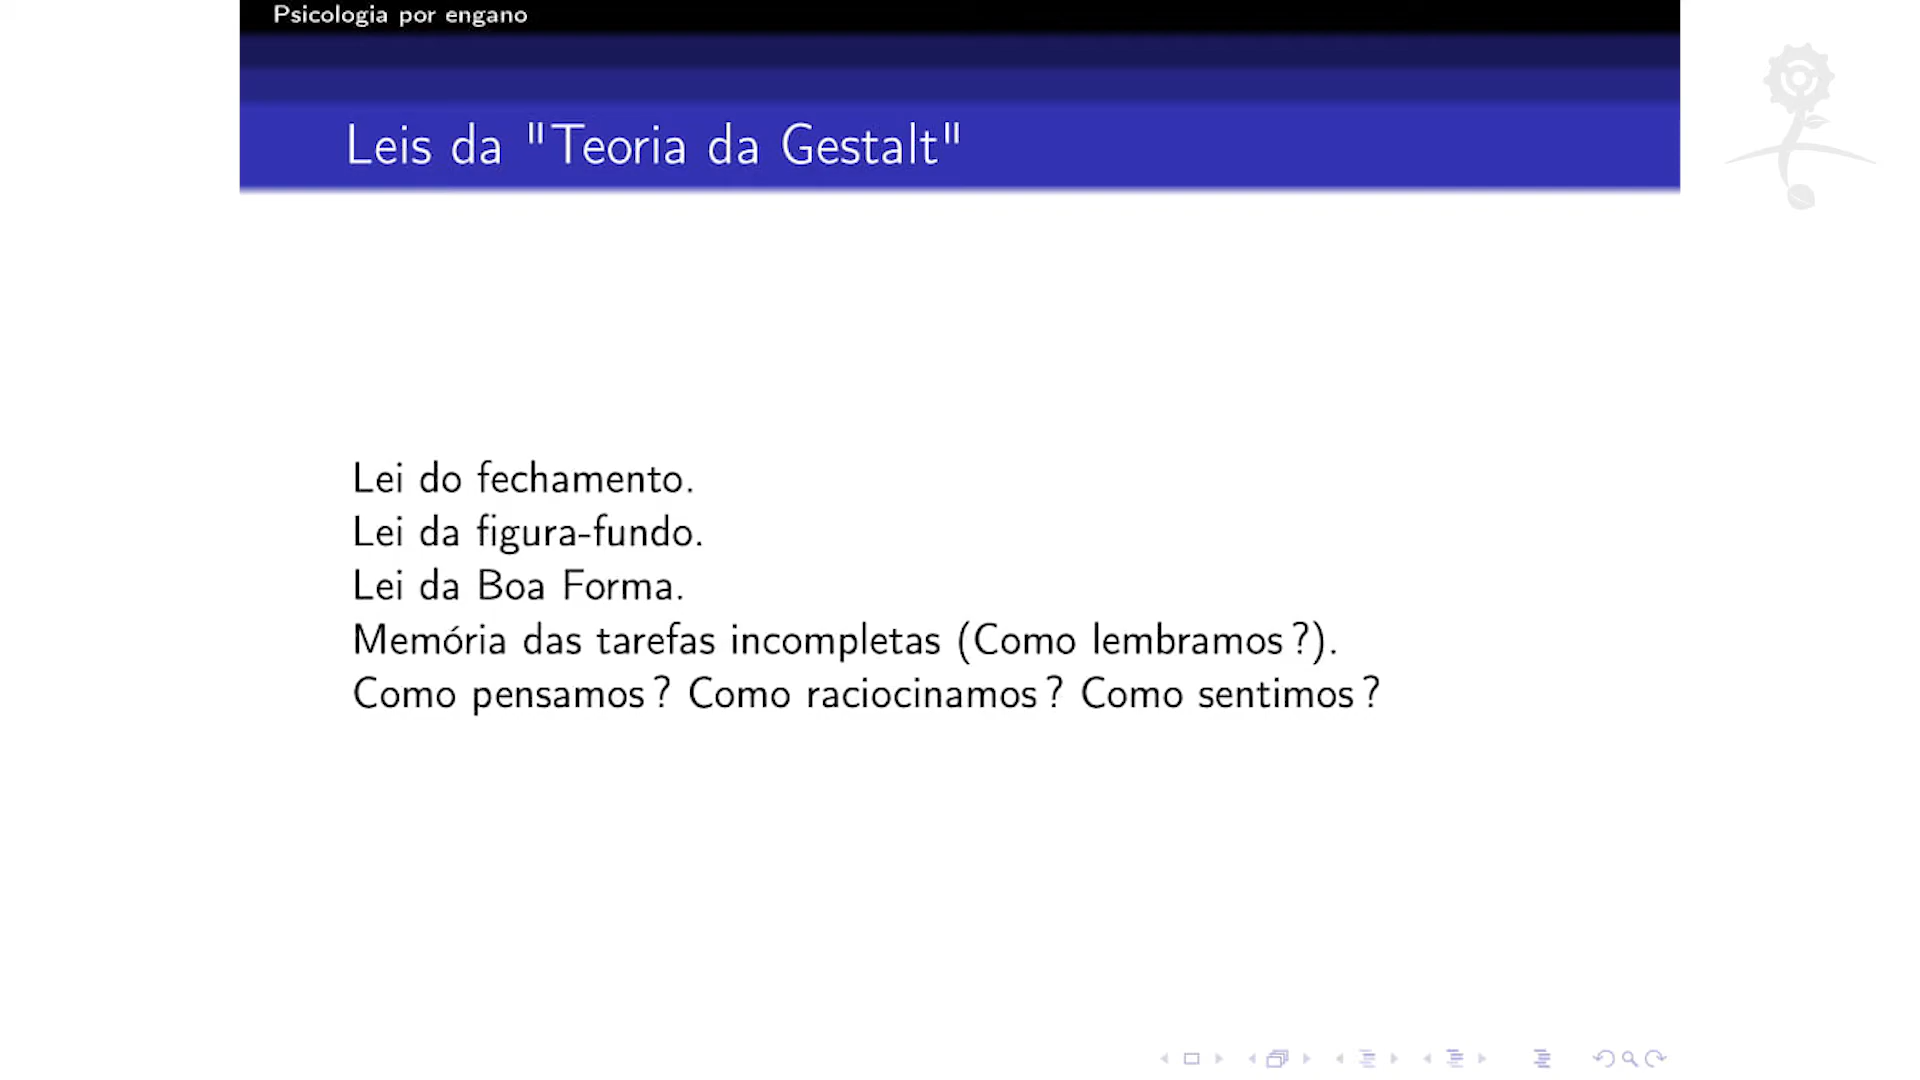 Psicologia por engano
Leis da "Teoria da Gestalt"
Lei do fechamento.
Lei da figura-fundo.
Lei da Boa Forma.
Memória das tarefas incompletas (Como lembramos ?).
Como pensamos ? Como raciocinamos ? Como sentimos ?